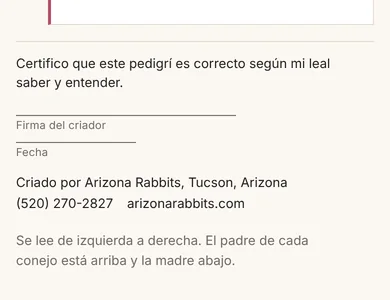 Certifico que este pedigrí es correcto según mi leal
saber y entender.
Firma del criador
Fecha
Criado por Arizona Rabbits, Tucson, Arizona
(520) 270-2827 arizonarabbits.com
Se lee de izquierda a derecha. El padre de cada
conejo está arriba y la madre abajo.